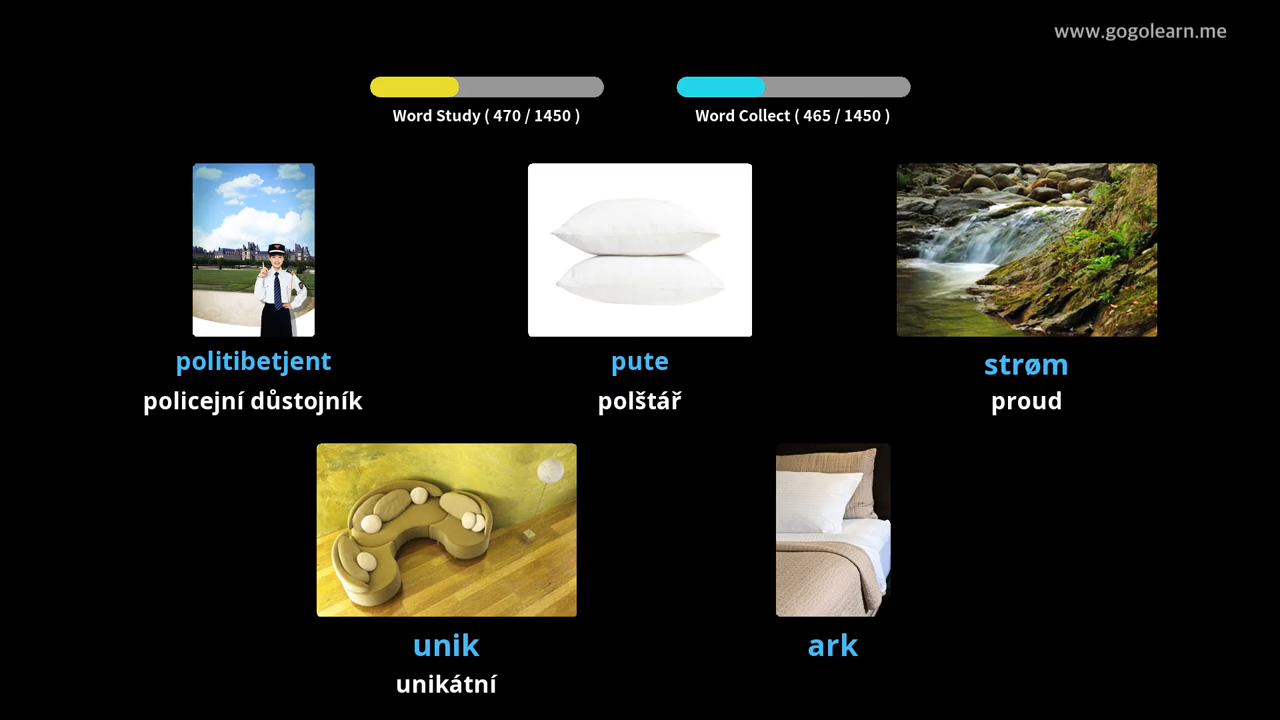 www.gogolearn.me
Word Study ( 470 / 1450 )
Word Collect ( 465 / 1450 )
politibetjent
policejní důstojník
pute
polštář
strøm
proud
unik
unikátní
ark